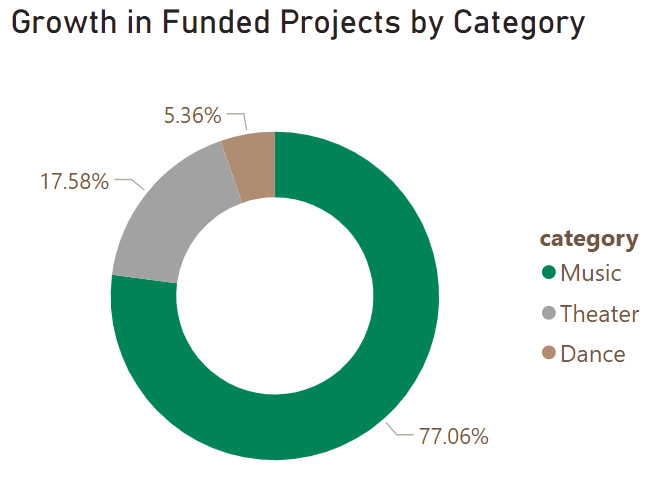 Growth in Funded Projects by Category
5.36%
17.58%
category
Music
Theater
Dance
77.06%